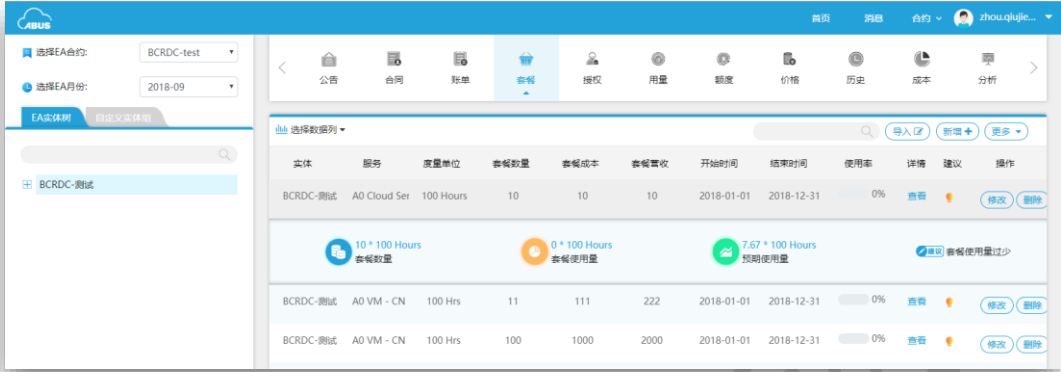 ABUS
首页 消息 合约 zhou.qiujie...
选择EA合约: BCRDC-test
选择EA月份: 2018-09
公告 合同 账单 套餐 授权 用量 额度 价格 历史 成本 分析
EA实体树 自定义实体组
选择数据列 导入 新增 更多
BCRDC-测试
实体 服务 度量单位 套餐数量 套餐成本 套餐营收 开始时间 结束时间 使用率 详情 建议 操作
BCRDC-测试 A0 Cloud Ser 100 Hours 10 10 10 2018-01-01 2018-12-31 0% 查看 修改 删除
10 * 100 Hours 0 * 100 Hours 7.67 * 100 Hours
套餐数量 套餐使用量 预期使用量 建议 套餐使用量过少
BCRDC-测试 A0 VM - CN 100 Hrs 11 111 222 2018-01-01 2018-12-31 0% 查看 修改 删除
BCRDC-测试 A0 VM - CN 100 Hrs 100 1000 2000 2018-01-01 2018-12-31 0% 查看 修改 删除